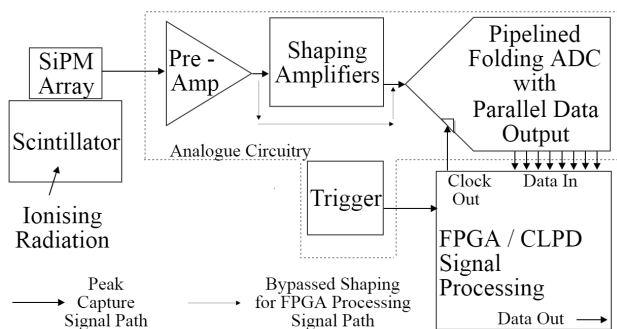 SiPM
Array
Scintillator
Ionising
Radiation
Pre -
Amp
Shaping
Amplifiers
Pipelined
Folding ADC
with
Parallel Data
Output
Analogue Circuitry
Trigger
Clock
Out
Data In
FPGA / CLPD
Signal
Processing
Data Out
Peak
Capture
Signal Path
Bypassed Shaping
for FPGA Processing
Signal Path